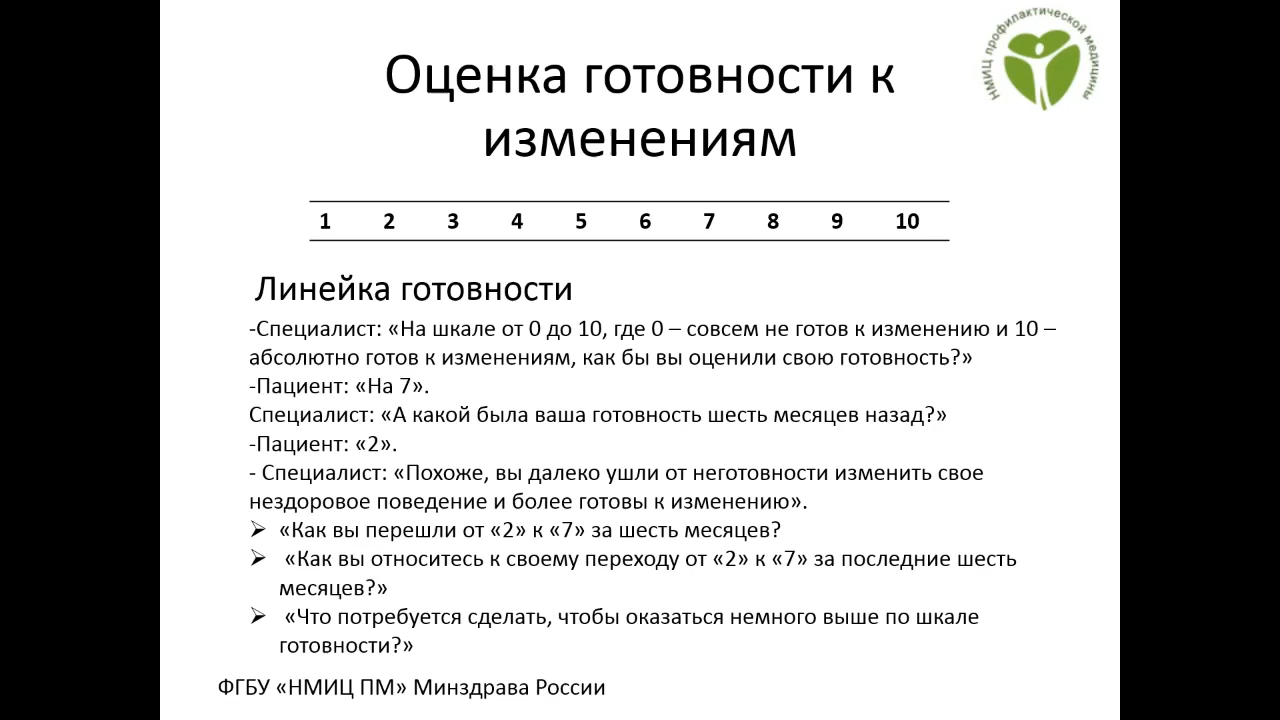 Оценка готовности к
изменениям
НМИЦ профилактической медицины
1 2 3 4 5 6 7 8 9 10
Линейка готовности
-Специалист: «На шкале от 0 до 10, где 0 – совсем не готов к изменению и 10 –
абсолютно готов к изменениям, как бы вы оценили свою готовность?»
-Пациент: «На 7».
Специалист: «А какой была ваша готовность шесть месяцев назад?»
-Пациент: «2».
- Специалист: «Похоже, вы далеко ушли от неготовности изменить свое
нездоровое поведение и более готовы к изменению».
➢ «Как вы перешли от «2» к «7» за шесть месяцев?
➢ «Как вы относитесь к своему переходу от «2» к «7» за последние шесть
месяцев?»
➢ «Что потребуется сделать, чтобы оказаться немного выше по шкале
готовности?»
ФГБУ «НМИЦ ПМ» Минздрава России